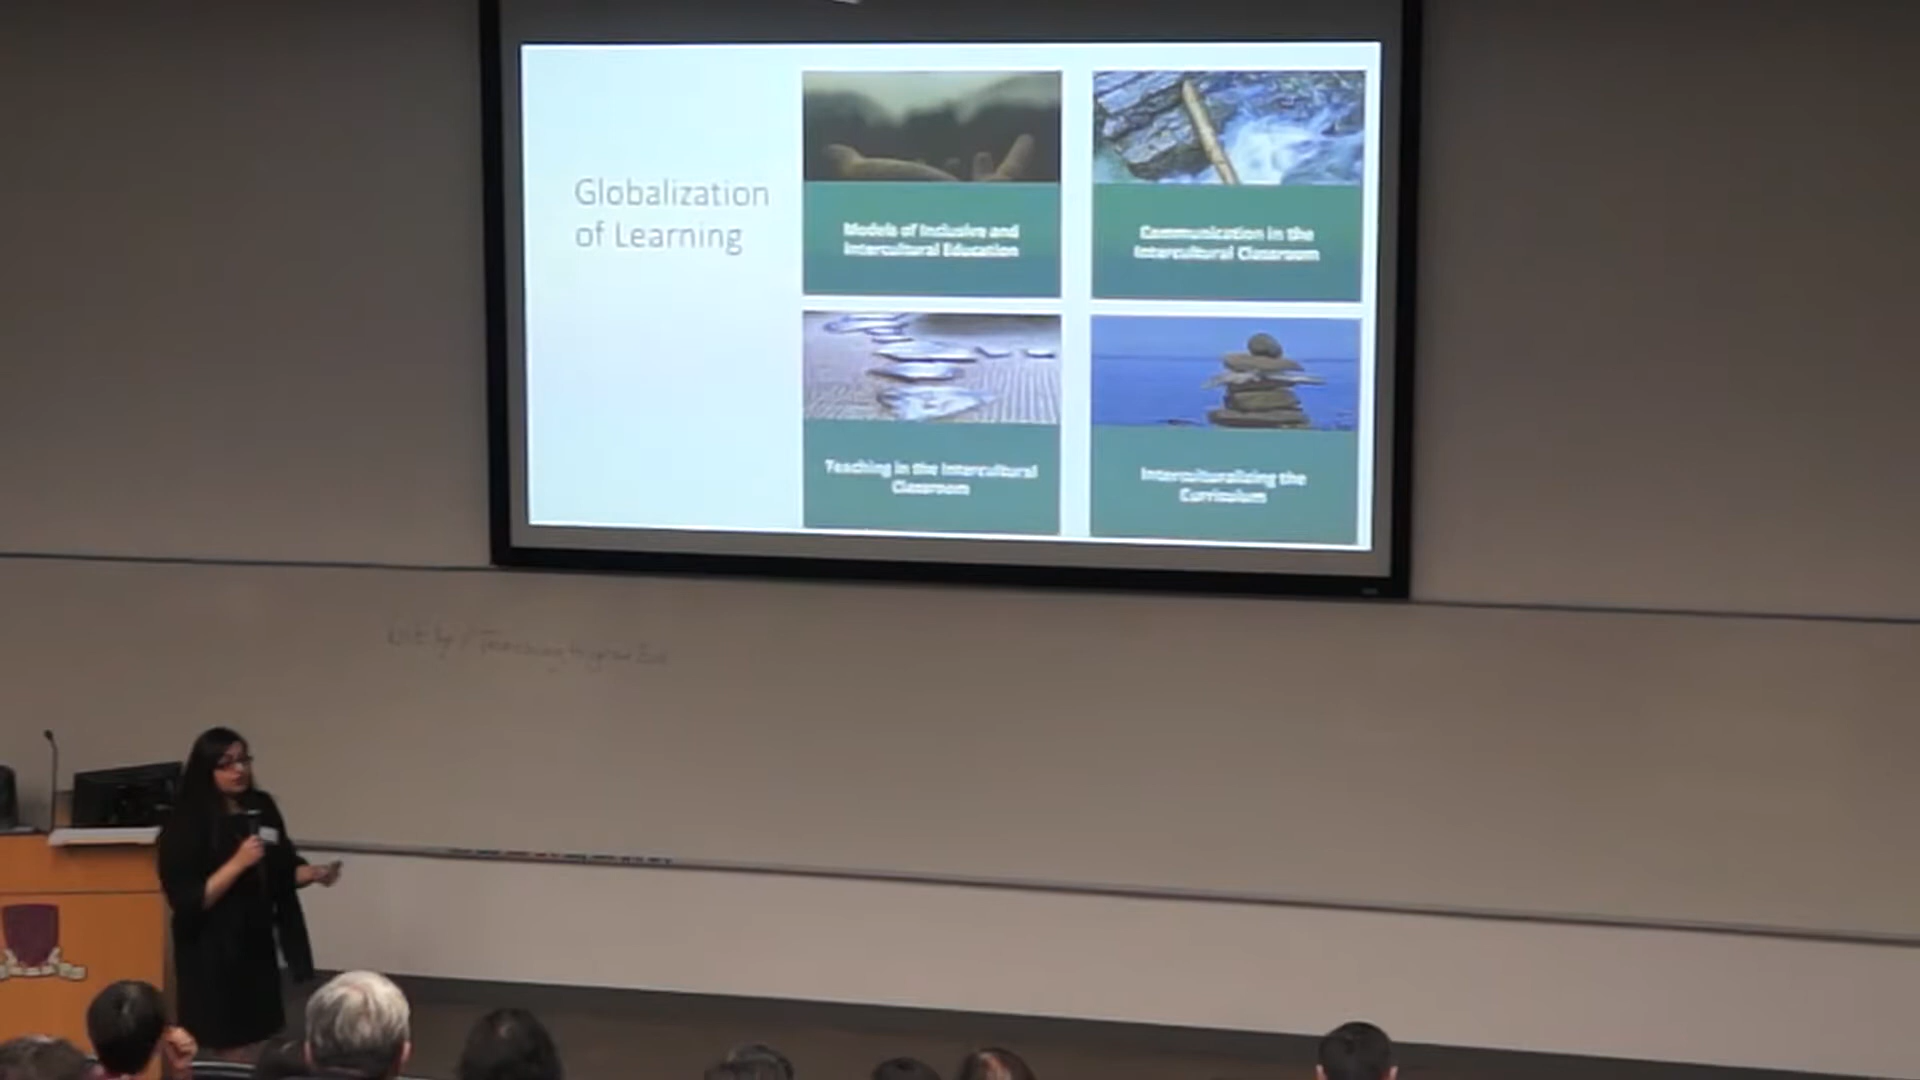 Globalization
of Learning
Models of Inclusive and
Intercultural Education
Communication in the
Intercultural Classroom
Teaching in the Intercultural
Classroom
Interculturalizing the
Curriculum